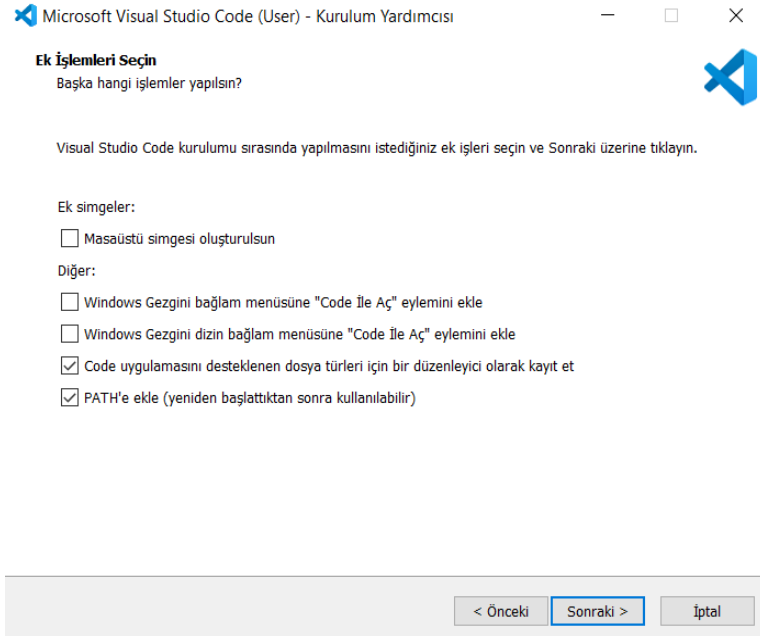 Microsoft Visual Studio Code (User) - Kurulum Yardımcısı
Ek İşlemleri Seçin
Başka hangi işlemler yapılsın?
Visual Studio Code kurulumu sırasında yapılmasını istediğiniz ek işleri seçin ve Sonraki üzerine tıklayın.
Ek simgeler:
Masaüstü simgesi oluşturulsun
Diğer:
Windows Gezgini bağlam menüsüne "Code İle Aç" eylemini ekle
Windows Gezgini dizin bağlam menüsüne "Code İle Aç" eylemini ekle
Code uygulamasını desteklenen dosya türleri için bir düzenleyici olarak kayıt et
PATH'e ekle (yeniden başlattıktan sonra kullanılabilir)
< Önceki Sonraki > İptal